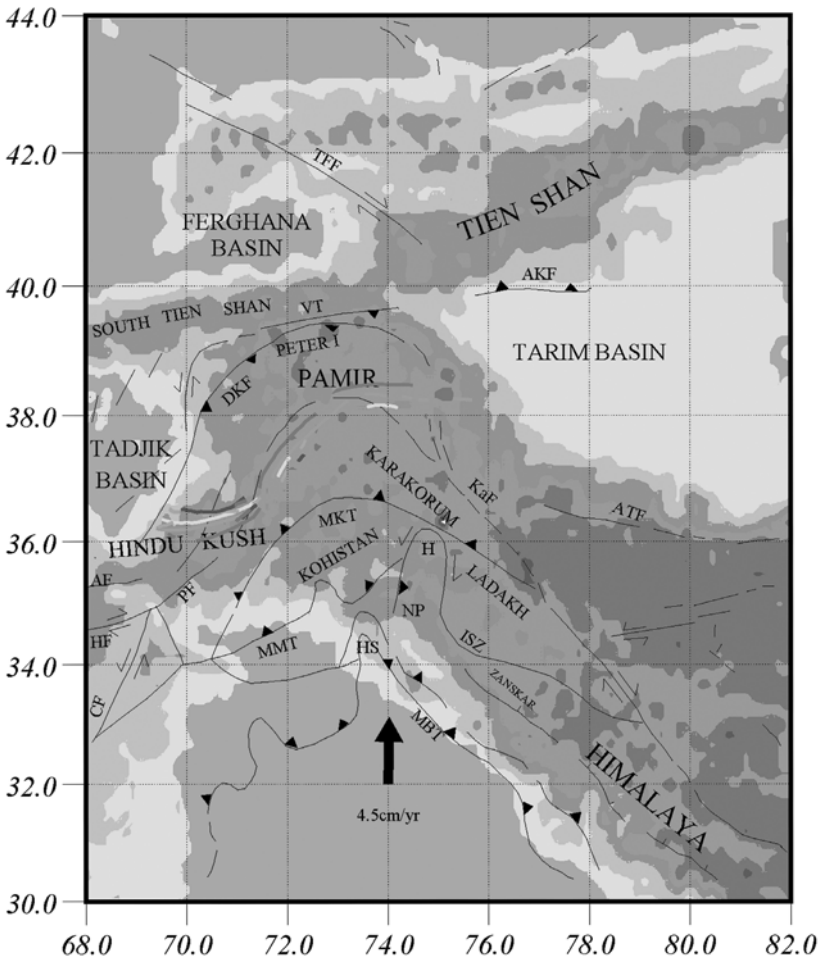 44.0
42.0
40.0
38.0
36.0
34.0
32.0
30.0
68.0 70.0 72.0 74.0 76.0 78.0 80.0 82.0
TFF
TIEN SHAN
FERGHANA
BASIN
AKF
SOUTH TIEN SHAN VT
PETER I
TARIM BASIN
PAMIR
DKF
TADJIK
BASIN
KARAKORUM
KaF
ATF
MKT
HINDU KUSH
KOHISTAN
H
AF
PF
LADAKH
NP
HF
MMT
HS
ISZ
ZANSKAR
CF
MBT
HIMALAYA
4.5cm/yr